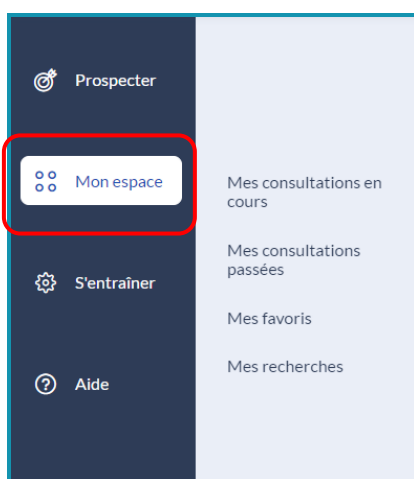 Prospecter
Mon espace
S'entraîner
Aide
Mes consultations en
cours
Mes consultations
passées
Mes favoris
Mes recherches